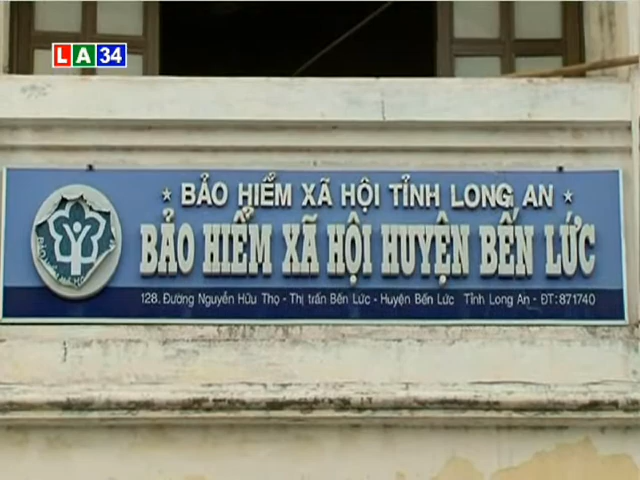 LA34
★ BẢO HIỂM XÃ HỘI TỈNH LONG AN ★
BẢO HIỂM XÃ HỘI HUYỆN BẾN LỨC
128. Đường Nguyễn Hữu Thọ - Thị trấn Bến Lức - Huyện Bến Lức Tỉnh Long An - ĐT: 871740